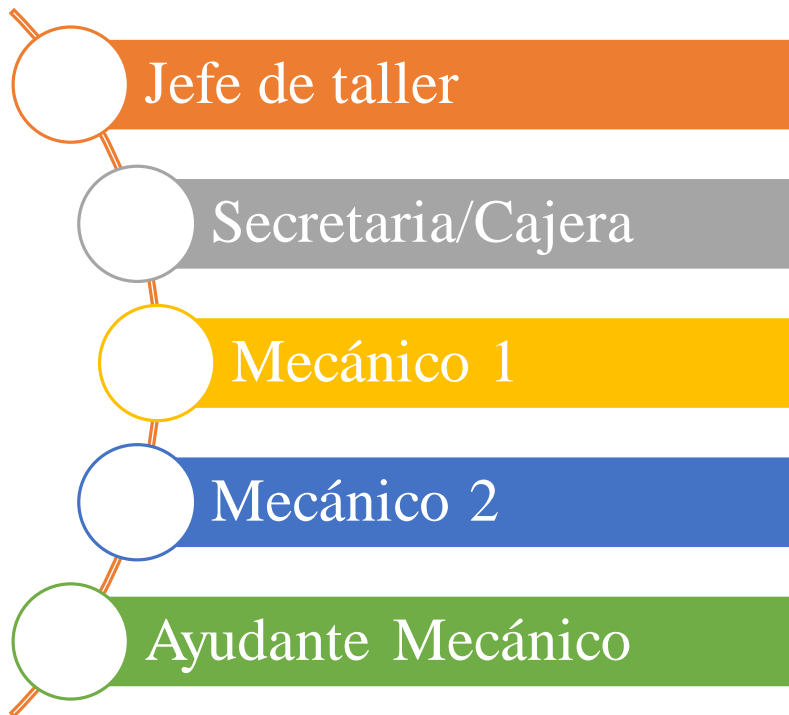 Jefe de taller
Secretaria/Cajera
Mecánico 1
Mecánico 2
Ayudante Mecánico